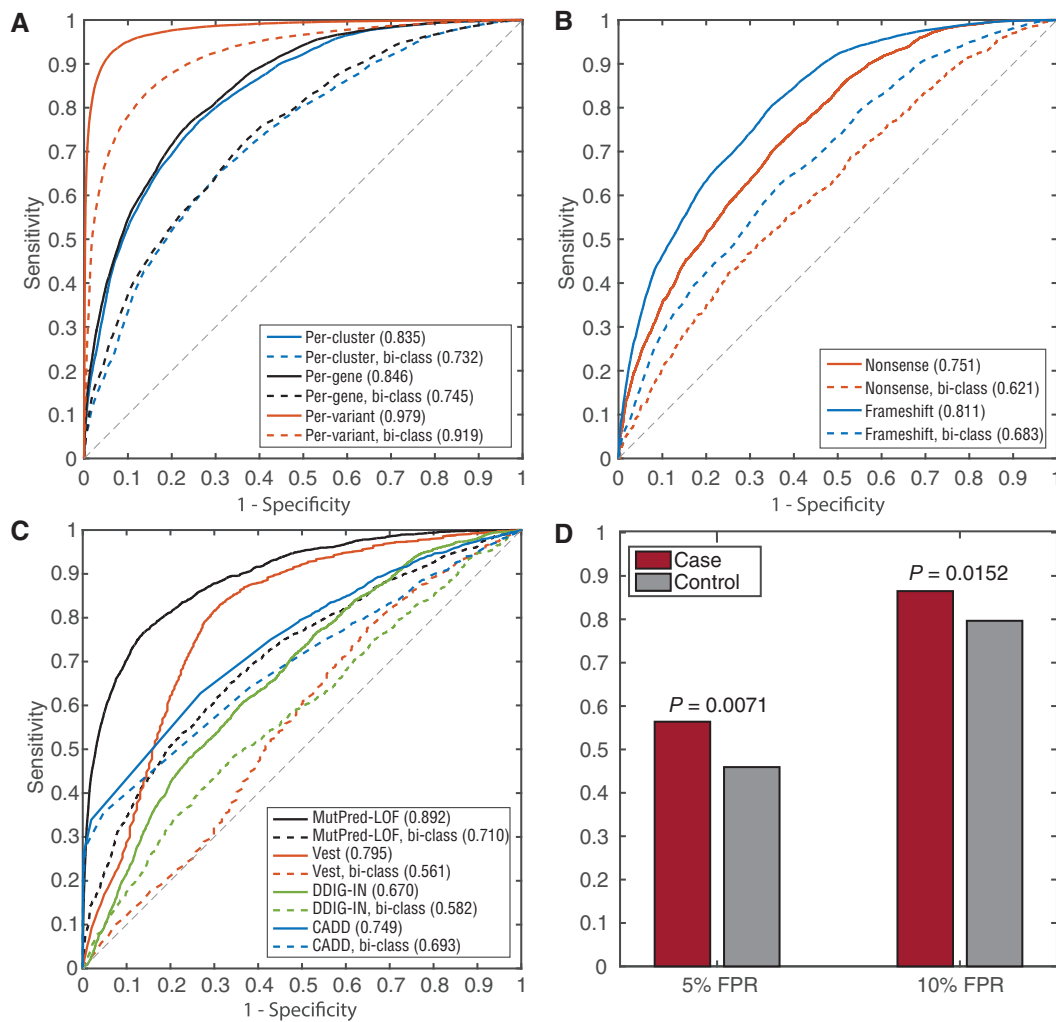 A
1
0.9
0.8
0.7
0.6
0.5
0.4
0.3
0.2
0.1
0
Sensitivity
Per-cluster (0.835)
Per-cluster, bi-class (0.732)
Per-gene (0.846)
Per-gene, bi-class (0.745)
Per-variant (0.979)
Per-variant, bi-class (0.919)
0.1 0.2 0.3 0.4 0.5 0.6 0.7 0.8 0.9 1
1 - Specificity
B
1
0.9
0.8
0.7
0.6
0.5
0.4
0.3
0.2
0.1
0
Sensitivity
Nonsense (0.751)
Nonsense, bi-class (0.621)
Frameshift (0.811)
Frameshift, bi-class (0.683)
0 0.1 0.2 0.3 0.4 0.5 0.6 0.7 0.8 0.9 1
1 - Specificity
C
1
0.9
0.8
0.7
0.6
0.5
0.4
0.3
0.2
0.1
0
Sensitivity
MutPred-LOF (0.892)
MutPred-LOF, bi-class (0.710)
Vest (0.795)
Vest, bi-class (0.561)
DDIG-IN (0.670)
DDIG-IN, bi-class (0.582)
CADD (0.749)
CADD, bi-class (0.693)
0 0.1 0.2 0.3 0.4 0.5 0.6 0.7 0.8 0.9 1
1 - Specificity
D
1
0.9
0.8
0.7
0.6
0.5
0.4
0.3
0.2
0.1
0
Case
Control
P = 0.0071
P = 0.0152
5% FPR
10% FPR